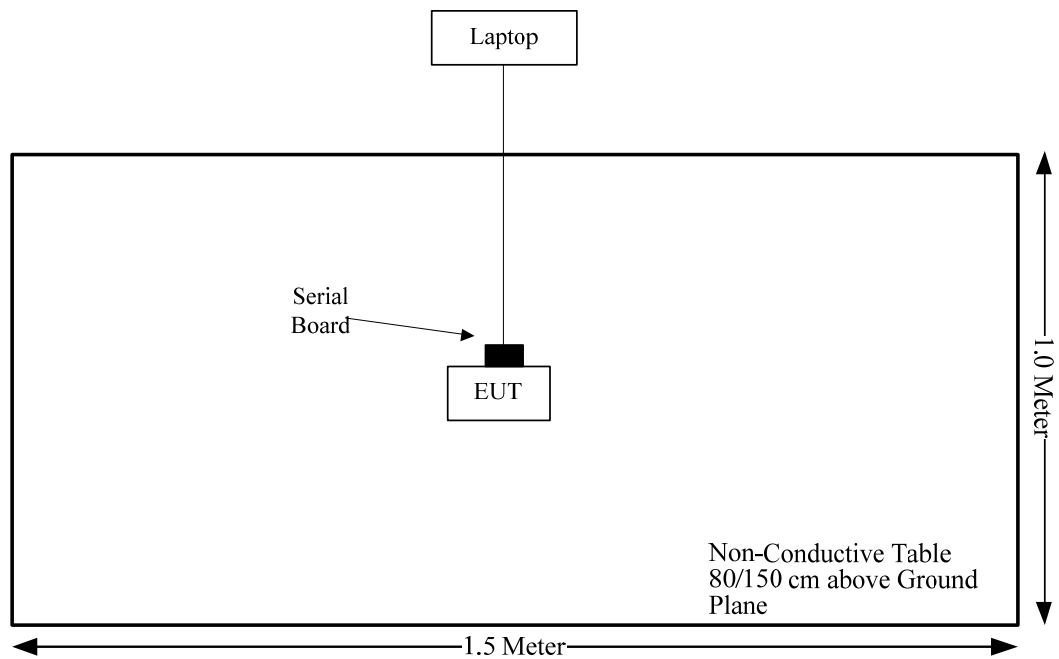 Laptop
Serial
Board
EUT
1.0 Meter
Non-Conductive Table
80/150 cm above Ground
Plane
1.5 Meter